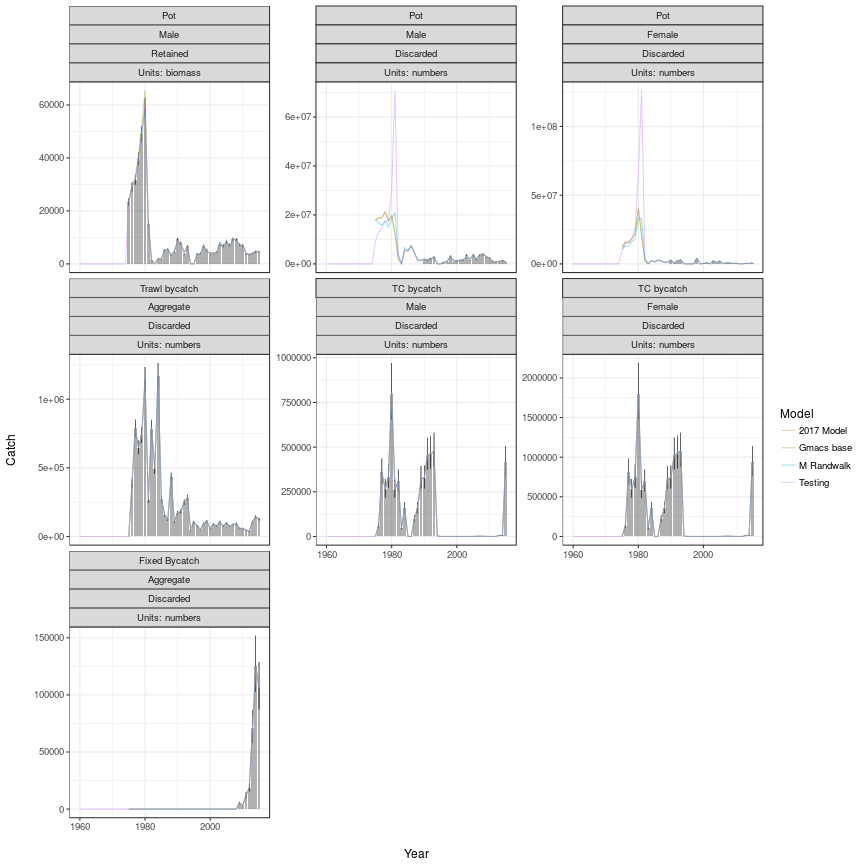 Pot
Male
Retained
Units: biomass
Pot
Male
Discarded
Units: numbers
Pot
Female
Discarded
Units: numbers
60000
40000
20000
0
6e+07
4e+07
2e+07
0e+00
1e+08
5e+07
0e+00
Trawl bycatch
Aggregate
Discarded
Units: numbers
TC bycatch
Male
Discarded
Units: numbers
TC bycatch
Female
Discarded
Units: numbers
1e+06
5e+05
0e+00
1000000
750000
500000
250000
0
1960 1980 2000
2000000
1500000
1000000
500000
0
1960 1980 2000
Fixed Bycatch
Aggregate
Discarded
Units: numbers
150000
100000
50000
0
1960 1980 2000
Catch
Year
Model
2017 Model
Gmacs base
M Randwalk
Testing